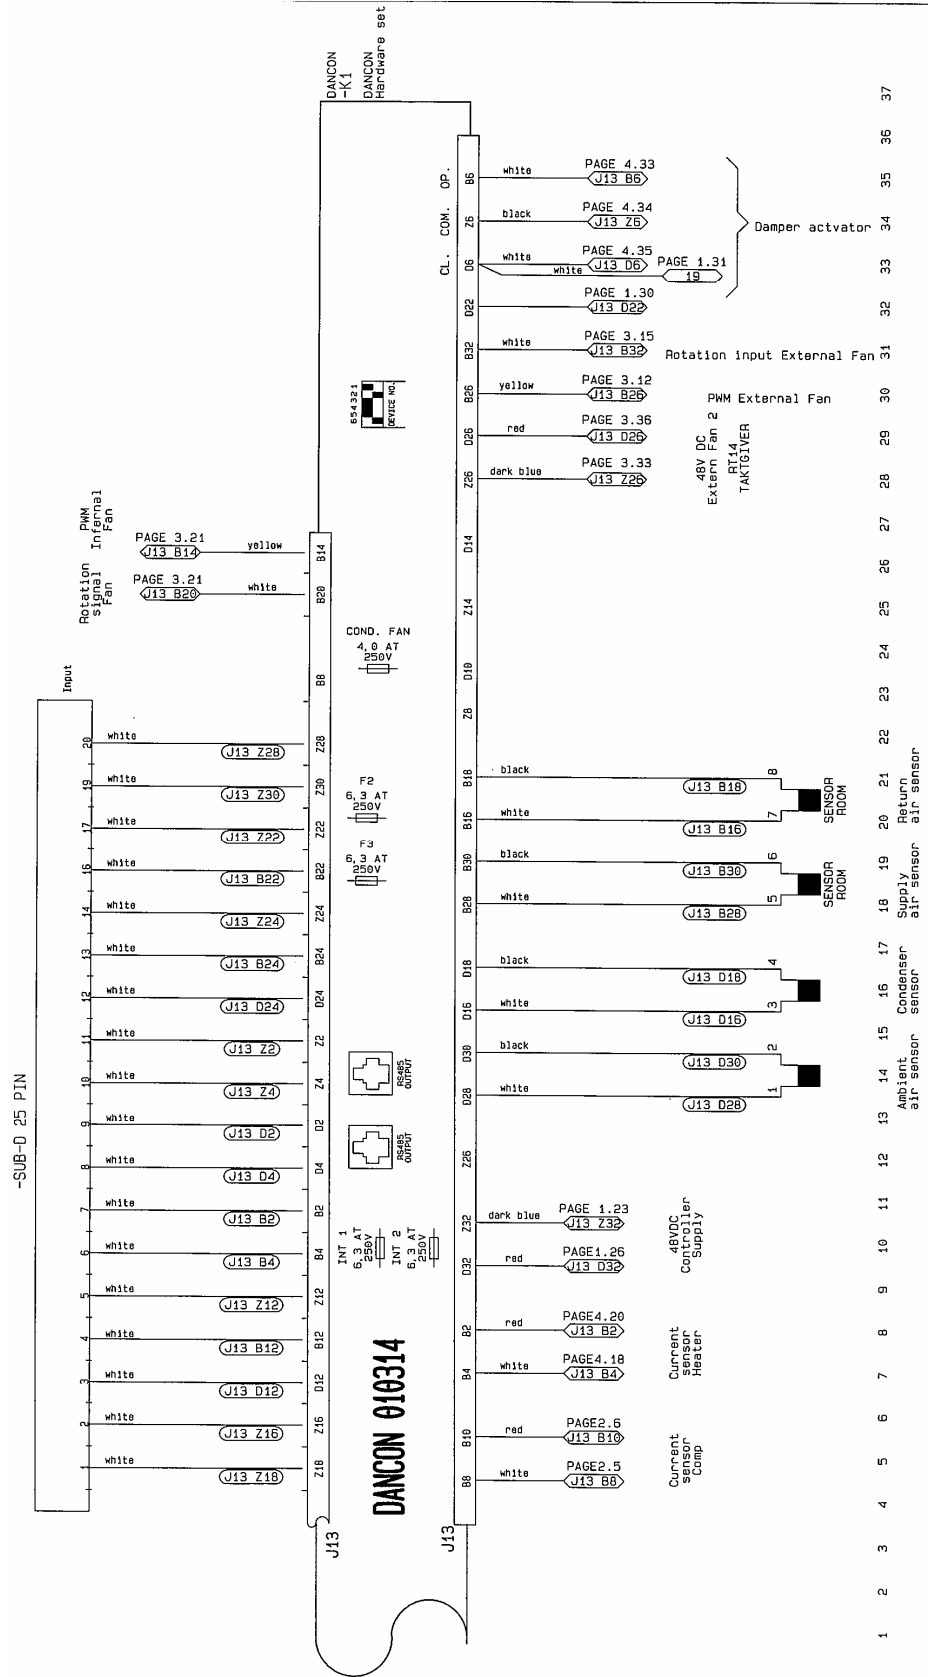 DANCON
-K1
DANCON
Hardware set
-SUB-D 25 PIN
Input
20 white J13 Z28 Z28
19 white J13 Z30 Z30
17 white J13 Z22 Z22
16 white J13 B22 B22
14 white J13 Z24 Z24
13 white J13 B24 B24
12 white J13 D24 D24
11 white J13 Z2 Z2
10 white J13 Z4 Z4
9 white J13 D2 D2
8 white J13 D4 D4
7 white J13 B2 B2
6 white J13 B4 B4
5 white J13 Z12 Z12
4 white J13 B12 B12
3 white J13 D12 D12
2 white J13 Z16 Z16
1 white J13 Z18 Z18
PWM
Infernal
Fan
PAGE 3.21
J13 B14 yellow B14
Rotation
signal
Fan
PAGE 3.21
J13 B20 white B20
B8
654321
DEVICE NO.
COND. FAN
4,0 AT
250V
F2
6,3 AT
250V
F3
6,3 AT
250V
RS485
OUTPUT
RS485
OUTPUT
INT 1
6,3 AT
250V
INT 2
6,3 AT
250V
DANCON 010314
J13
J13
CL. COM. OP.
B6 white PAGE 4.33
J13 B6
Z6 black PAGE 4.34
J13 Z6
D6 white PAGE 4.35
J13 D6
white PAGE 1.31
19
Damper actvator
D22 PAGE 1.30
J13 D22
B32 white PAGE 3.15
J13 B32
Rotation input External Fan
B26 yellow PAGE 3.12
J13 B26
PWM External Fan
D26 red PAGE 3.36
J13 D26
Z26 dark blue PAGE 3.33
J13 Z26
48V DC
Extern Fan 2
RT14
TAKTGIVER
D14
Z14
D10
Z8
B18 black J13 B18 8
B16 white J13 B16 7
SENSOR
ROOM
Return
air sensor
B30 black J13 B30 6
B28 white J13 B28 5
SENSOR
ROOM
Supply
air sensor
D18 black J13 D18 4
D16 white J13 D16 3
Condenser
sensor
D30 black J13 D30 2
D28 white J13 D28 1
Ambient
air sensor
Z26
Z32 dark blue PAGE 1.23
J13 Z32
D32 red PAGE1.26
J13 D32
48VDC
Controller
Supply
B2 red PAGE4.20
J13 B2
B4 white PAGE4.18
J13 B4
Current
sensor
Heater
B10 red PAGE2.6
J13 B10
B8 white PAGE2.5
J13 B8
Current
sensor
Comp
37
36
35
34
33
32
31
30
29
28
27
26
25
24
23
22
21
20
19
18
17
16
15
14
13
12
11
10
9
8
7
6
5
4
3
2
1